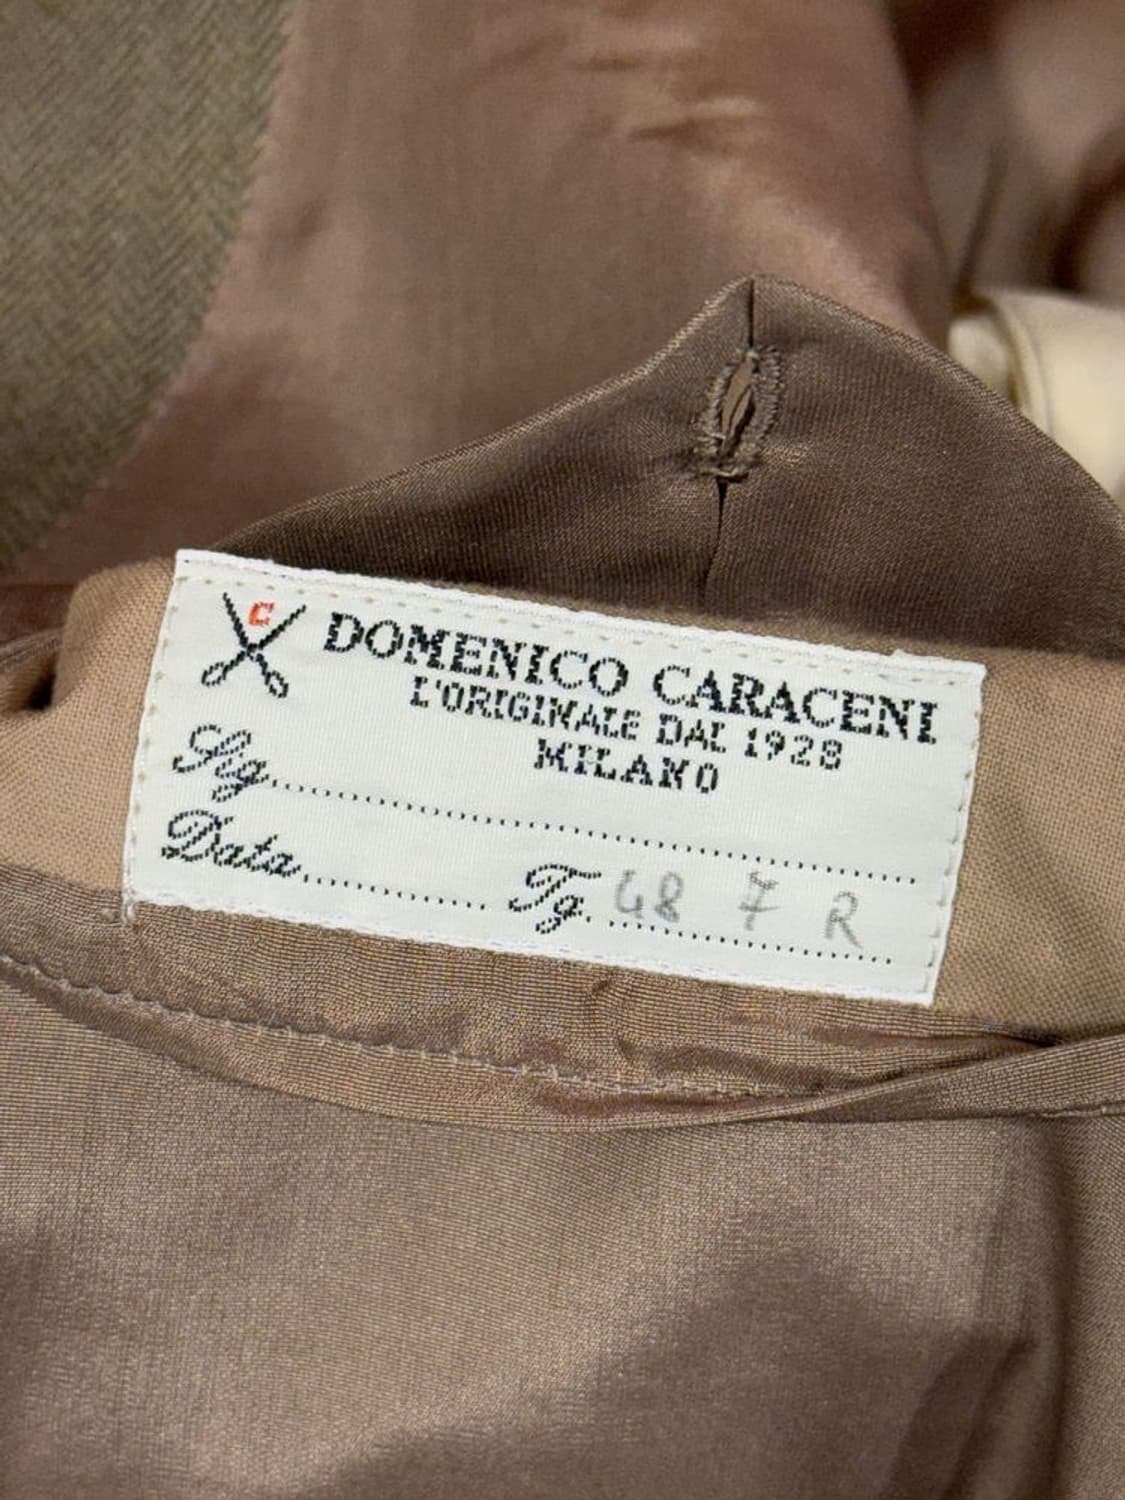 C
DOMENICO CARACENI
L'ORIGINALE DAL 1928
MILANO
Sig...............................................
Data................ Tg. 48 7 R